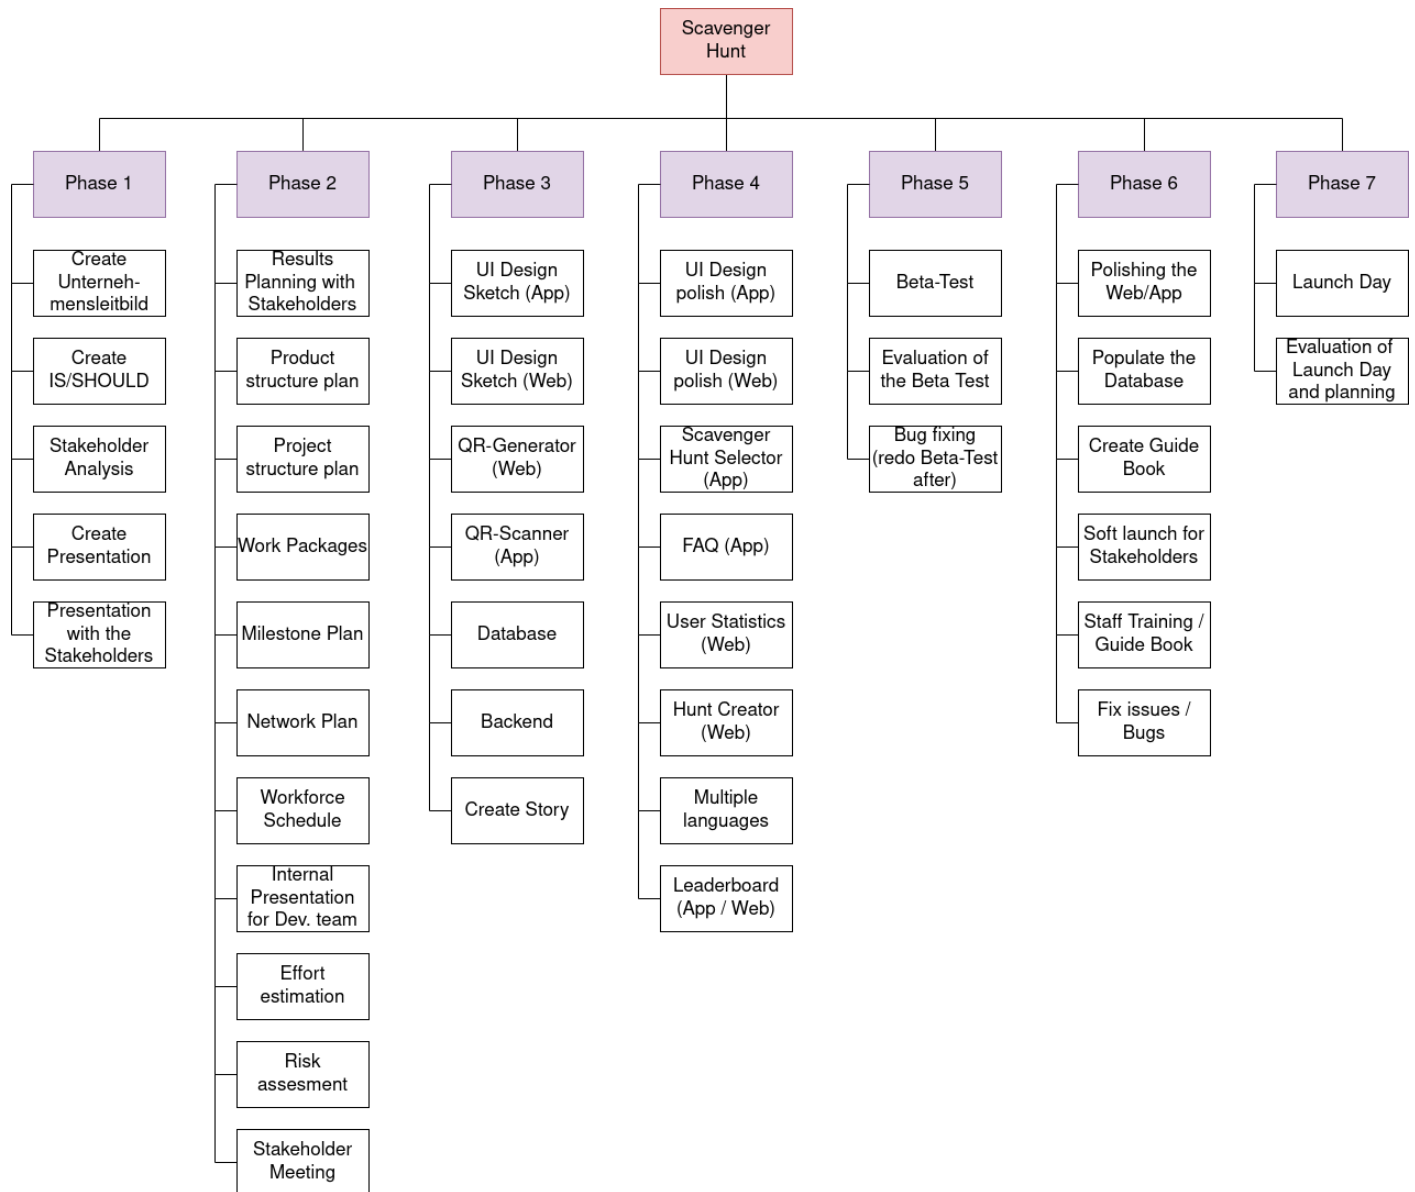 Scavenger
Hunt
Phase 1
Phase 2
Phase 3
Phase 4
Phase 5
Phase 6
Phase 7
Create
Unterneh-
mensleitbild
Create
IS/SHOULD
Stakeholder
Analysis
Create
Presentation
Presentation
with the
Stakeholders
Results
Planning with
Stakeholders
Product
structure plan
Project
structure plan
Work Packages
Milestone Plan
Network Plan
Workforce
Schedule
Internal
Presentation
for Dev. team
Effort
estimation
Risk
assesment
Stakeholder
Meeting
UI Design
Sketch (App)
UI Design
Sketch (Web)
QR-Generator
(Web)
QR-Scanner
(App)
Database
Backend
Create Story
UI Design
polish (App)
UI Design
polish (Web)
Scavenger
Hunt Selector
(App)
FAQ (App)
User Statistics
(Web)
Hunt Creator
(Web)
Multiple
languages
Leaderboard
(App / Web)
Beta-Test
Evaluation of
the Beta Test
Bug fixing
(redo Beta-Test
after)
Polishing the
Web/App
Populate the
Database
Create Guide
Book
Soft launch for
Stakeholders
Staff Training /
Guide Book
Fix issues /
Bugs
Launch Day
Evaluation of
Launch Day
and planning